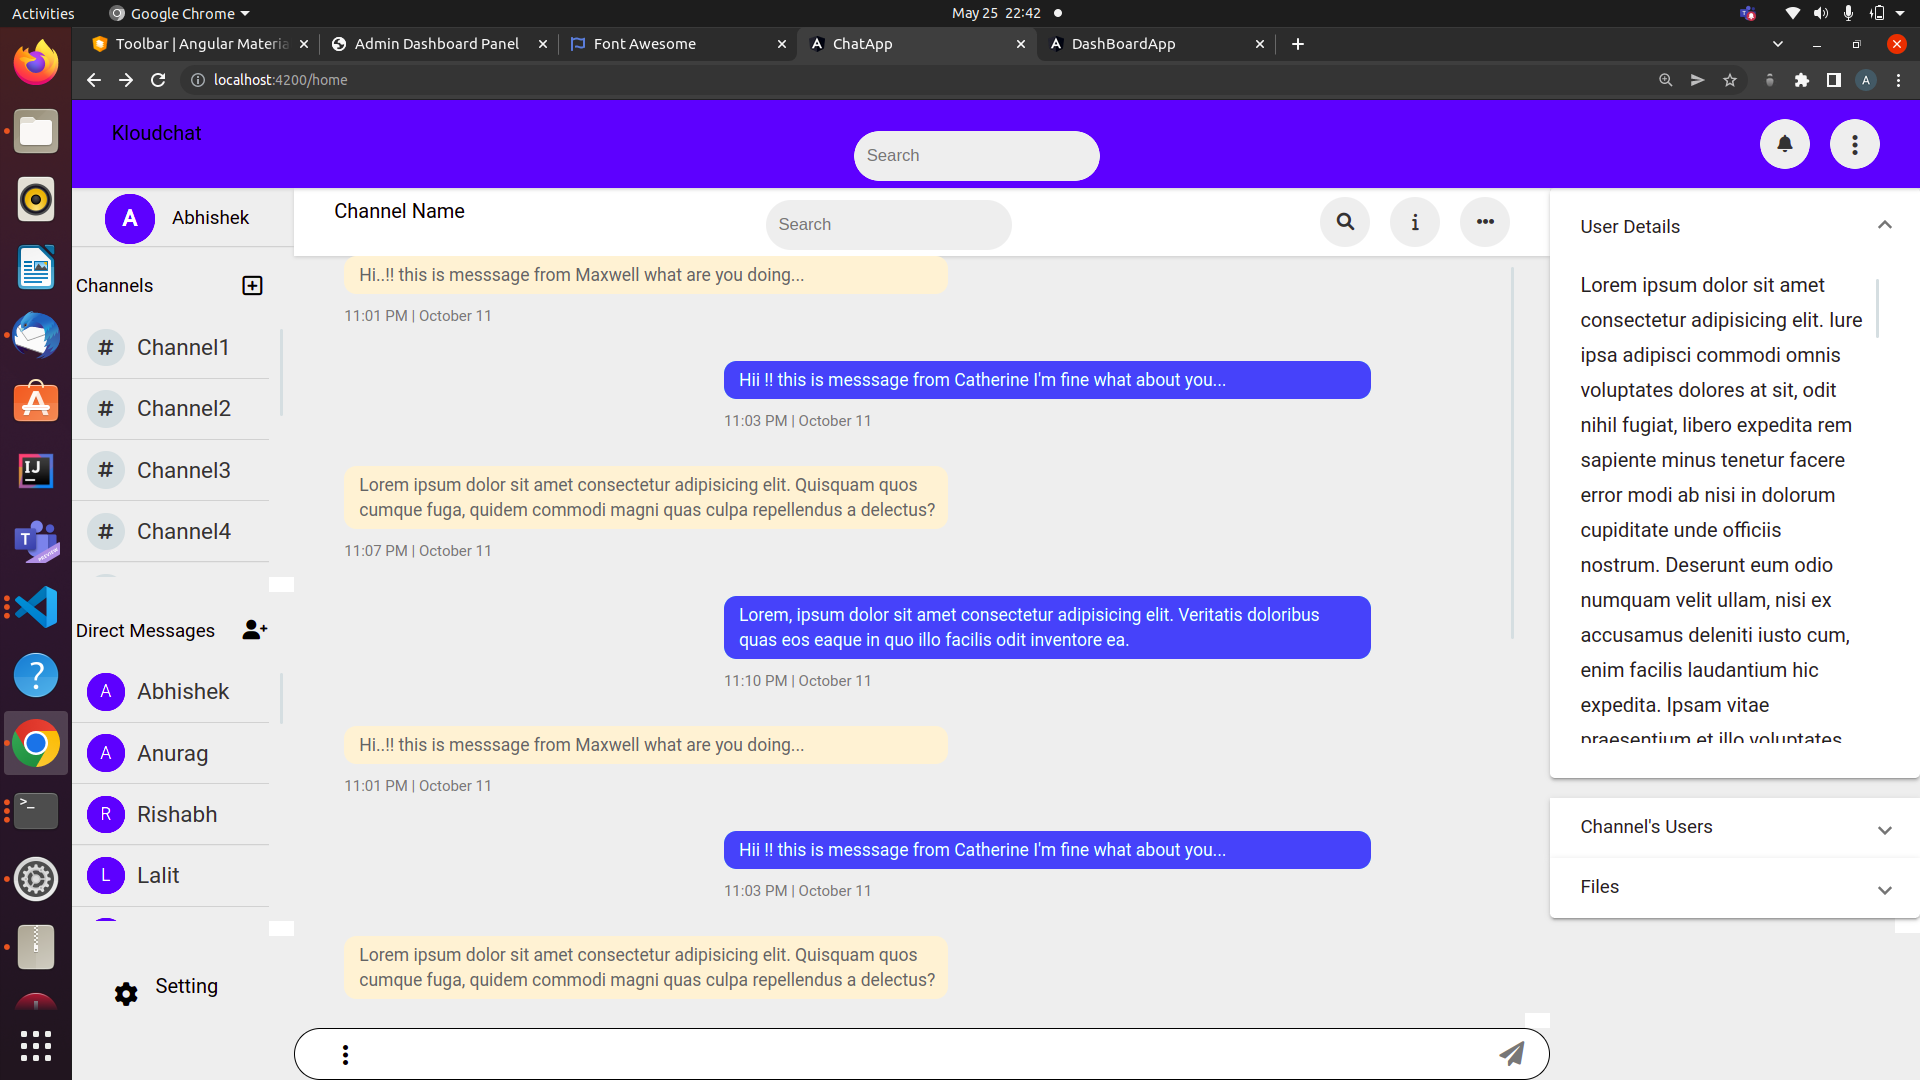 Activities
Google Chrome
May 25 22:42
Toolbar | Angular Materia
Admin Dashboard Panel
Font Awesome
ChatApp
DashBoardApp
localhost:4200/home
A
Kloudchat
Search
A
Abhishek
Channel Name
Search
i
User Details
Channels
# Channel1
# Channel2
# Channel3
# Channel4
Direct Messages
A Abhishek
A Anurag
R Rishabh
L Lalit
Setting
Hi..!! this is messsage from Maxwell what are you doing...
11:01 PM | October 11
Hii !! this is messsage from Catherine I'm fine what about you...
11:03 PM | October 11
Lorem ipsum dolor sit amet consectetur adipisicing elit. Quisquam quos
cumque fuga, quidem commodi magni quas culpa repellendus a delectus?
11:07 PM | October 11
Lorem, ipsum dolor sit amet consectetur adipisicing elit. Veritatis doloribus
quas eos eaque in quo illo facilis odit inventore ea.
11:10 PM | October 11
Hi..!! this is messsage from Maxwell what are you doing...
11:01 PM | October 11
Hii !! this is messsage from Catherine I'm fine what about you...
11:03 PM | October 11
Lorem ipsum dolor sit amet consectetur adipisicing elit. Quisquam quos
cumque fuga, quidem commodi magni quas culpa repellendus a delectus?
Lorem ipsum dolor sit amet
consectetur adipisicing elit. Iure
ipsa adipisci commodi omnis
voluptates dolores at sit, odit
nihil fugiat, libero expedita rem
sapiente minus tenetur facere
error modi ab nisi in dolorum
cupiditate unde officiis
nostrum. Deserunt eum odio
numquam velit ullam, nisi ex
accusamus deleniti iusto cum,
enim facilis laudantium hic
expedita. Ipsam vitae
praesentium et illo voluptates
Channel's Users
Files